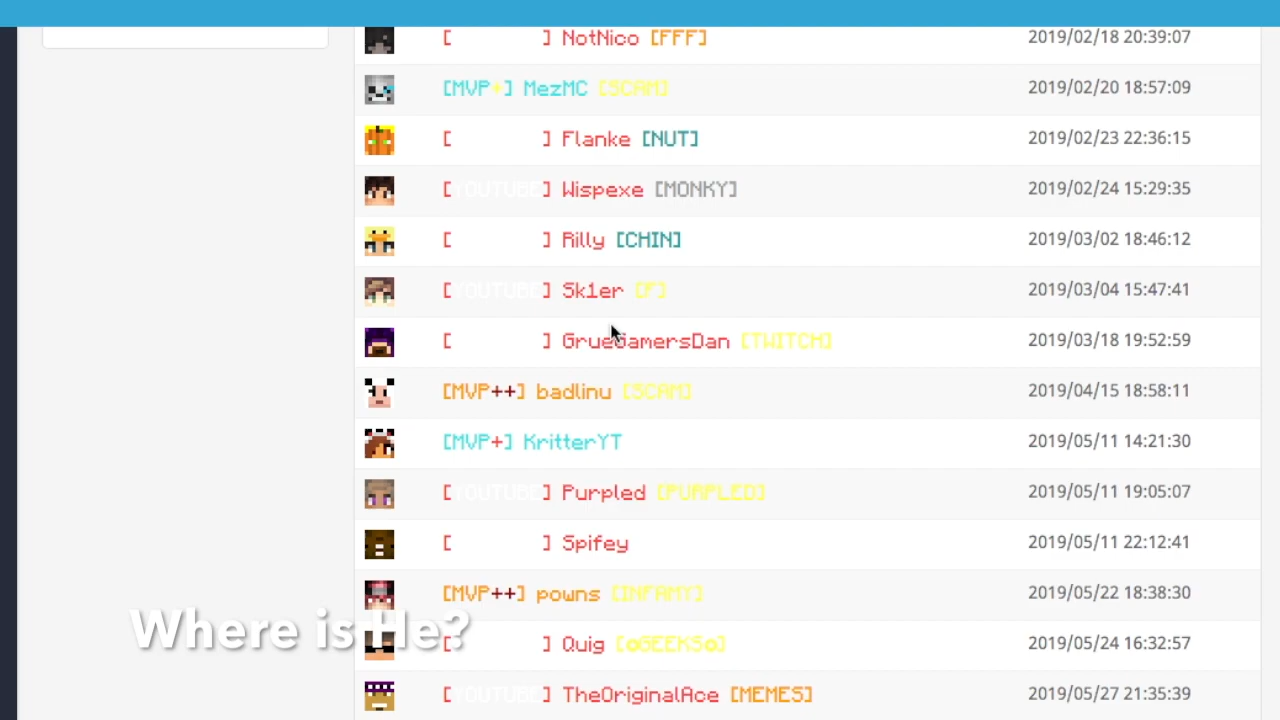 [ ] NotNico [FFF] 2019/02/18 20:39:07
[MVP+] MezMC [SCAM] 2019/02/20 18:57:09
[ ] Flanke [NUT] 2019/02/23 22:36:15
[YOUTUBE] Wispexe [MONKY] 2019/02/24 15:29:35
[ ] Rilly [CHIN] 2019/03/02 18:46:12
[YOUTUBE] Sk1er [F] 2019/03/04 15:47:41
[ ] GrueGamersDan [TWITCH] 2019/03/18 19:52:59
[MVP++] badlinu [SCAM] 2019/04/15 18:58:11
[MVP+] KritterYT 2019/05/11 14:21:30
[YOUTUBE] Purpled [PURPLED] 2019/05/11 19:05:07
[ ] Spifey 2019/05/11 22:12:41
[MVP++] powns [INFAMY] 2019/05/22 18:38:30
Where is He?
[ ] Quig [✪GEEKS✪] 2019/05/24 16:32:57
[YOUTUBE] TheOriginalAce [MEMES] 2019/05/27 21:35:39